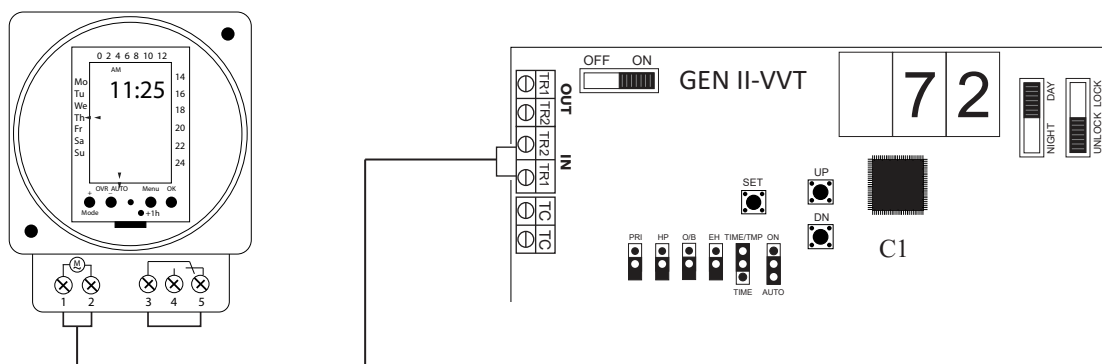 0 2 4 6 8 10 12
14
16
18
20
22
24
AM
11:25
Mo
Tu
We
Th
Fr
Sa
Su
OVR AUTO Menu OK
+ −
Mode
+1h
M
1 2 3 4 5
OFF ON
GEN II-VVT
72
OUT
TR1
TR2
IN
TR2
TR1
TC
TC
DAY
NIGHT
LOCK
UNLOCK
SET
UP
DN
C1
PRI HP O/B EH TIME/TMP ON
TIME AUTO